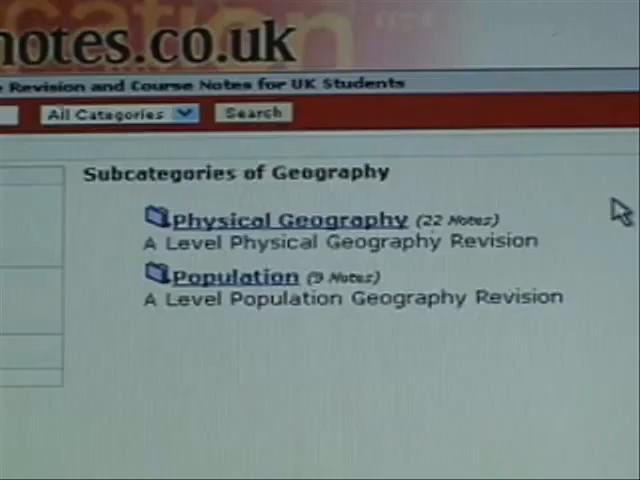 notes.co.uk
Revision and Course Notes for UK Students
All Categories Search
Subcategories of Geography
Physical Geography (22 Notes)
A Level Physical Geography Revision
Population (9 Notes)
A Level Population Geography Revision